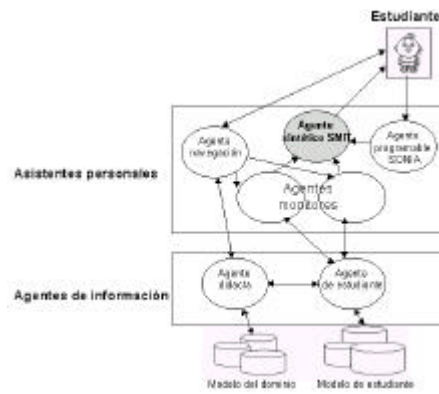 Estudiante
Agente
sintético SMIT
Agente
navegación
Agente
programable
SONIA
Asistentes personales
Agentes
monitores
Agente
didacta
Agente
de estudiante
Agentes de información
Modelo del dominio
Modelo de estudiante